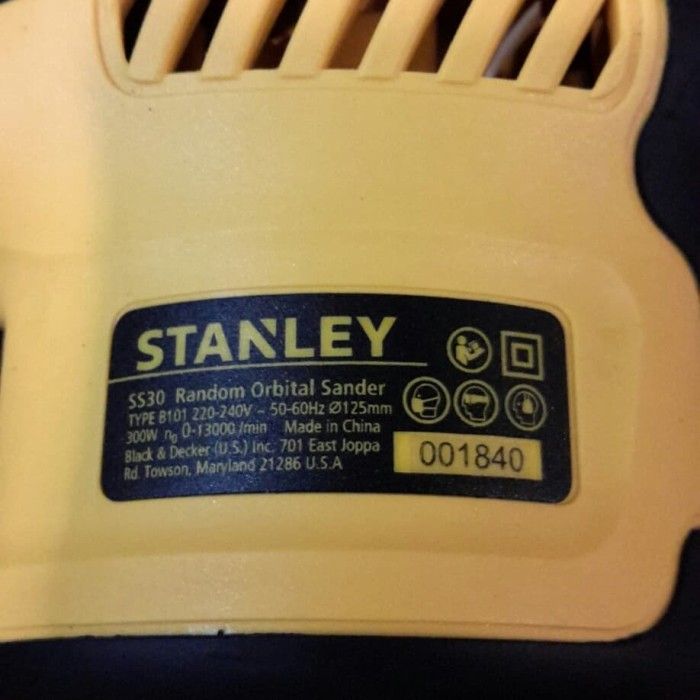 STANLEY
SS30 Random Orbital Sander
TYPE B101 220-240V ~ 50-60Hz Ø125mm
300W n₀ 0-13000 /min Made in China
Black & Decker (U.S.) Inc. 701 East Joppa
Rd. Towson, Maryland 21286 U.S.A
001840